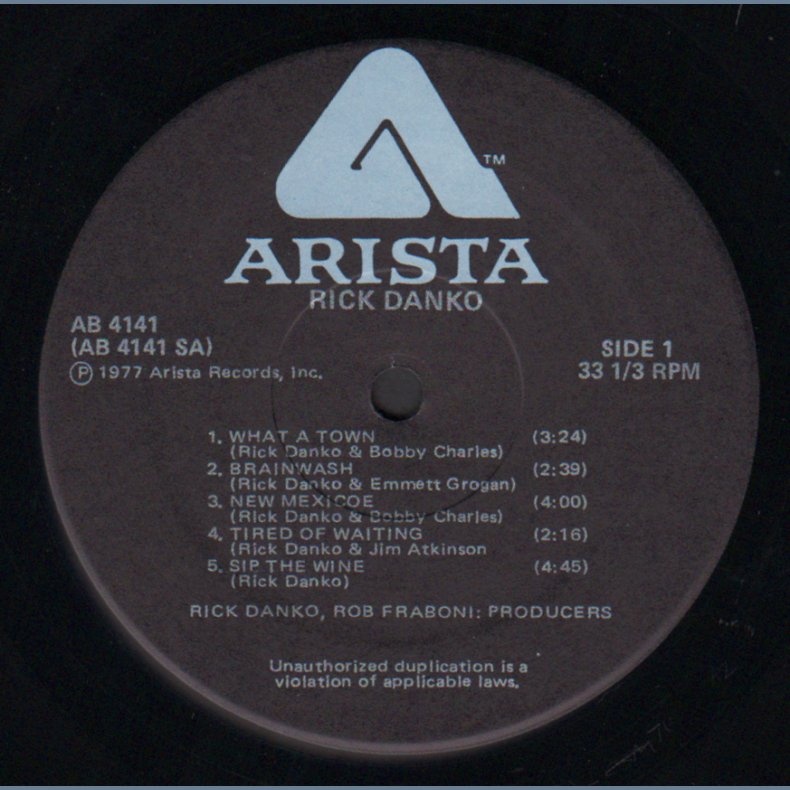 TM
ARISTA
RICK DANKO
AB 4141
(AB 4141 SA)
Ⓟ 1977 Arista Records, Inc.
SIDE 1
33 1/3 RPM
1. WHAT A TOWN (3:24)
(Rick Danko & Bobby Charles)
2. BRAINWASH (2:39)
(Rick Danko & Emmett Grogan)
3. NEW MEXICOE (4:00)
(Rick Danko & Bobby Charles)
4. TIRED OF WAITING (2:16)
(Rick Danko & Jim Atkinson
5. SIP THE WINE (4:45)
(Rick Danko)
RICK DANKO, ROB FRABONI: PRODUCERS
Unauthorized duplication is a
violation of applicable laws.